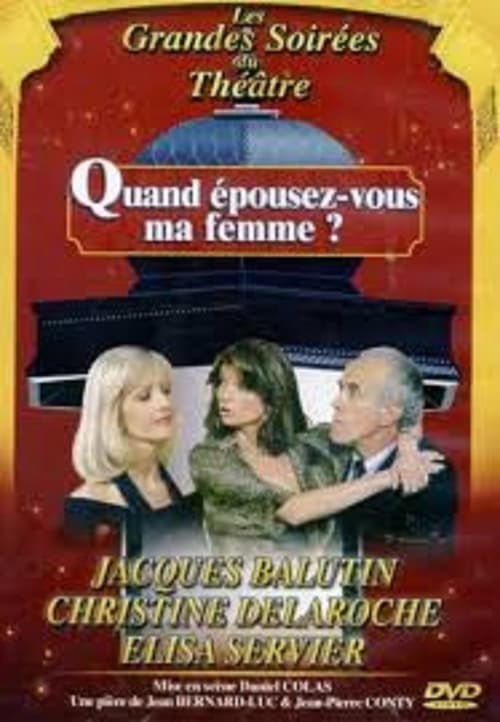 Les
Grandes Soirées
du
Théâtre
Quand épousez-vous
ma femme ?
JACQUES BALUTIN
CHRISTINE DELAROCHE
ELISA SERVIER
Mise en scène Daniel COLAS
Une pièce de Jean BERNARD-LUC & Jean-Pierre CONTY
DVD
VIDEO